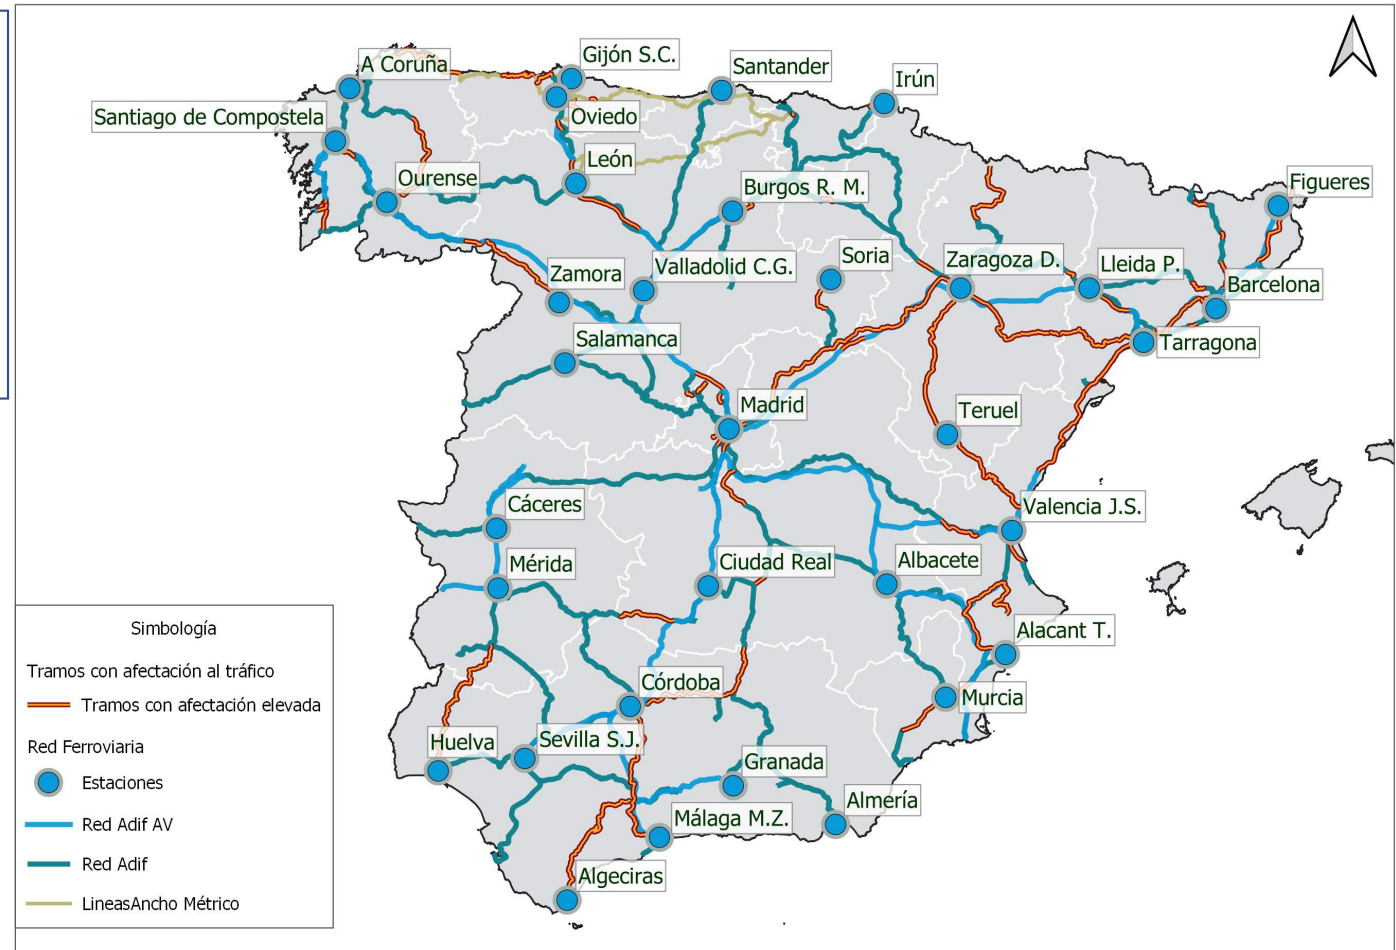 Gijón S.C.
A Coruña
Santander
Irún
Santiago de Compostela
Oviedo
León
Ourense
Burgos R. M.
Figueres
Soria
Zaragoza D.
Lleida P.
Zamora
Valladolid C.G.
Barcelona
Salamanca
Tarragona
Madrid
Teruel
Cáceres
Valencia J.S.
Mérida
Ciudad Real
Albacete
Alacant T.
Córdoba
Murcia
Huelva
Sevilla S.J.
Granada
Almería
Málaga M.Z.
Algeciras
Simbología
Tramos con afectación al tráfico
Tramos con afectación elevada
Red Ferroviaria
Estaciones
Red Adif AV
Red Adif
LineasAncho Métrico